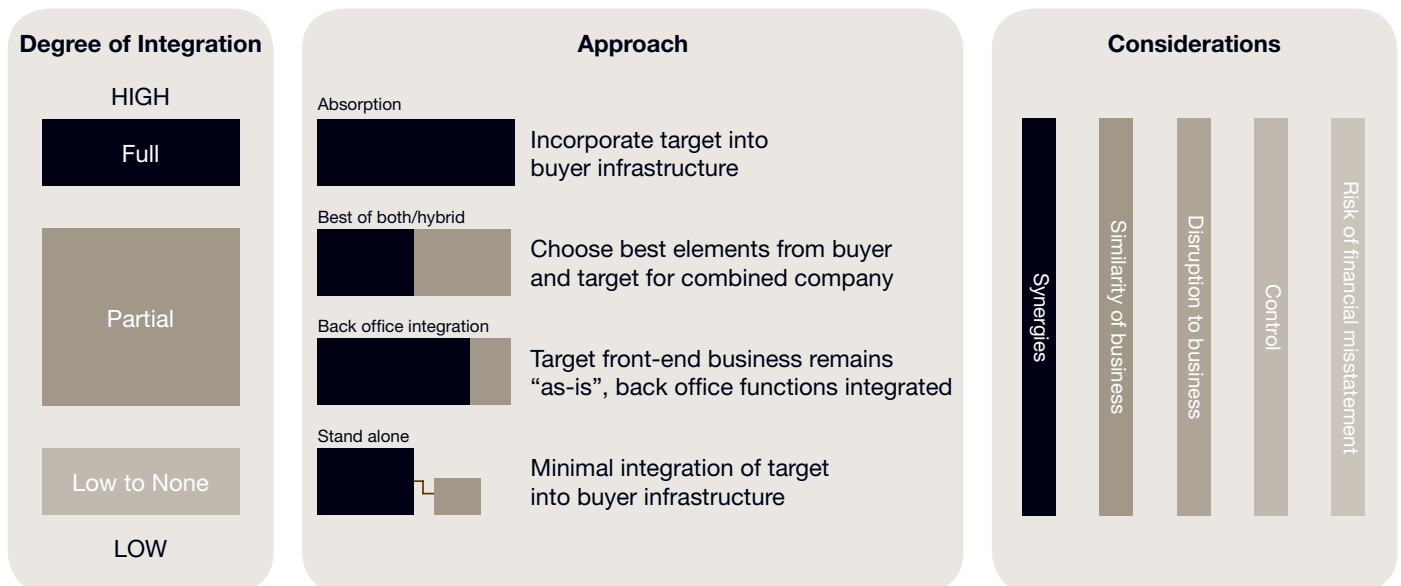 Degree of Integration
HIGH
Full
Partial
Low to None
LOW
Approach
Absorption
Incorporate target into
buyer infrastructure
Best of both/hybrid
Choose best elements from buyer
and target for combined company
Back office integration
Target front-end business remains
“as-is”, back office functions integrated
Stand alone
Minimal integration of target
into buyer infrastructure
Considerations
Synergies
Similarity of business
Disruption to business
Control
Risk of financial misstatement